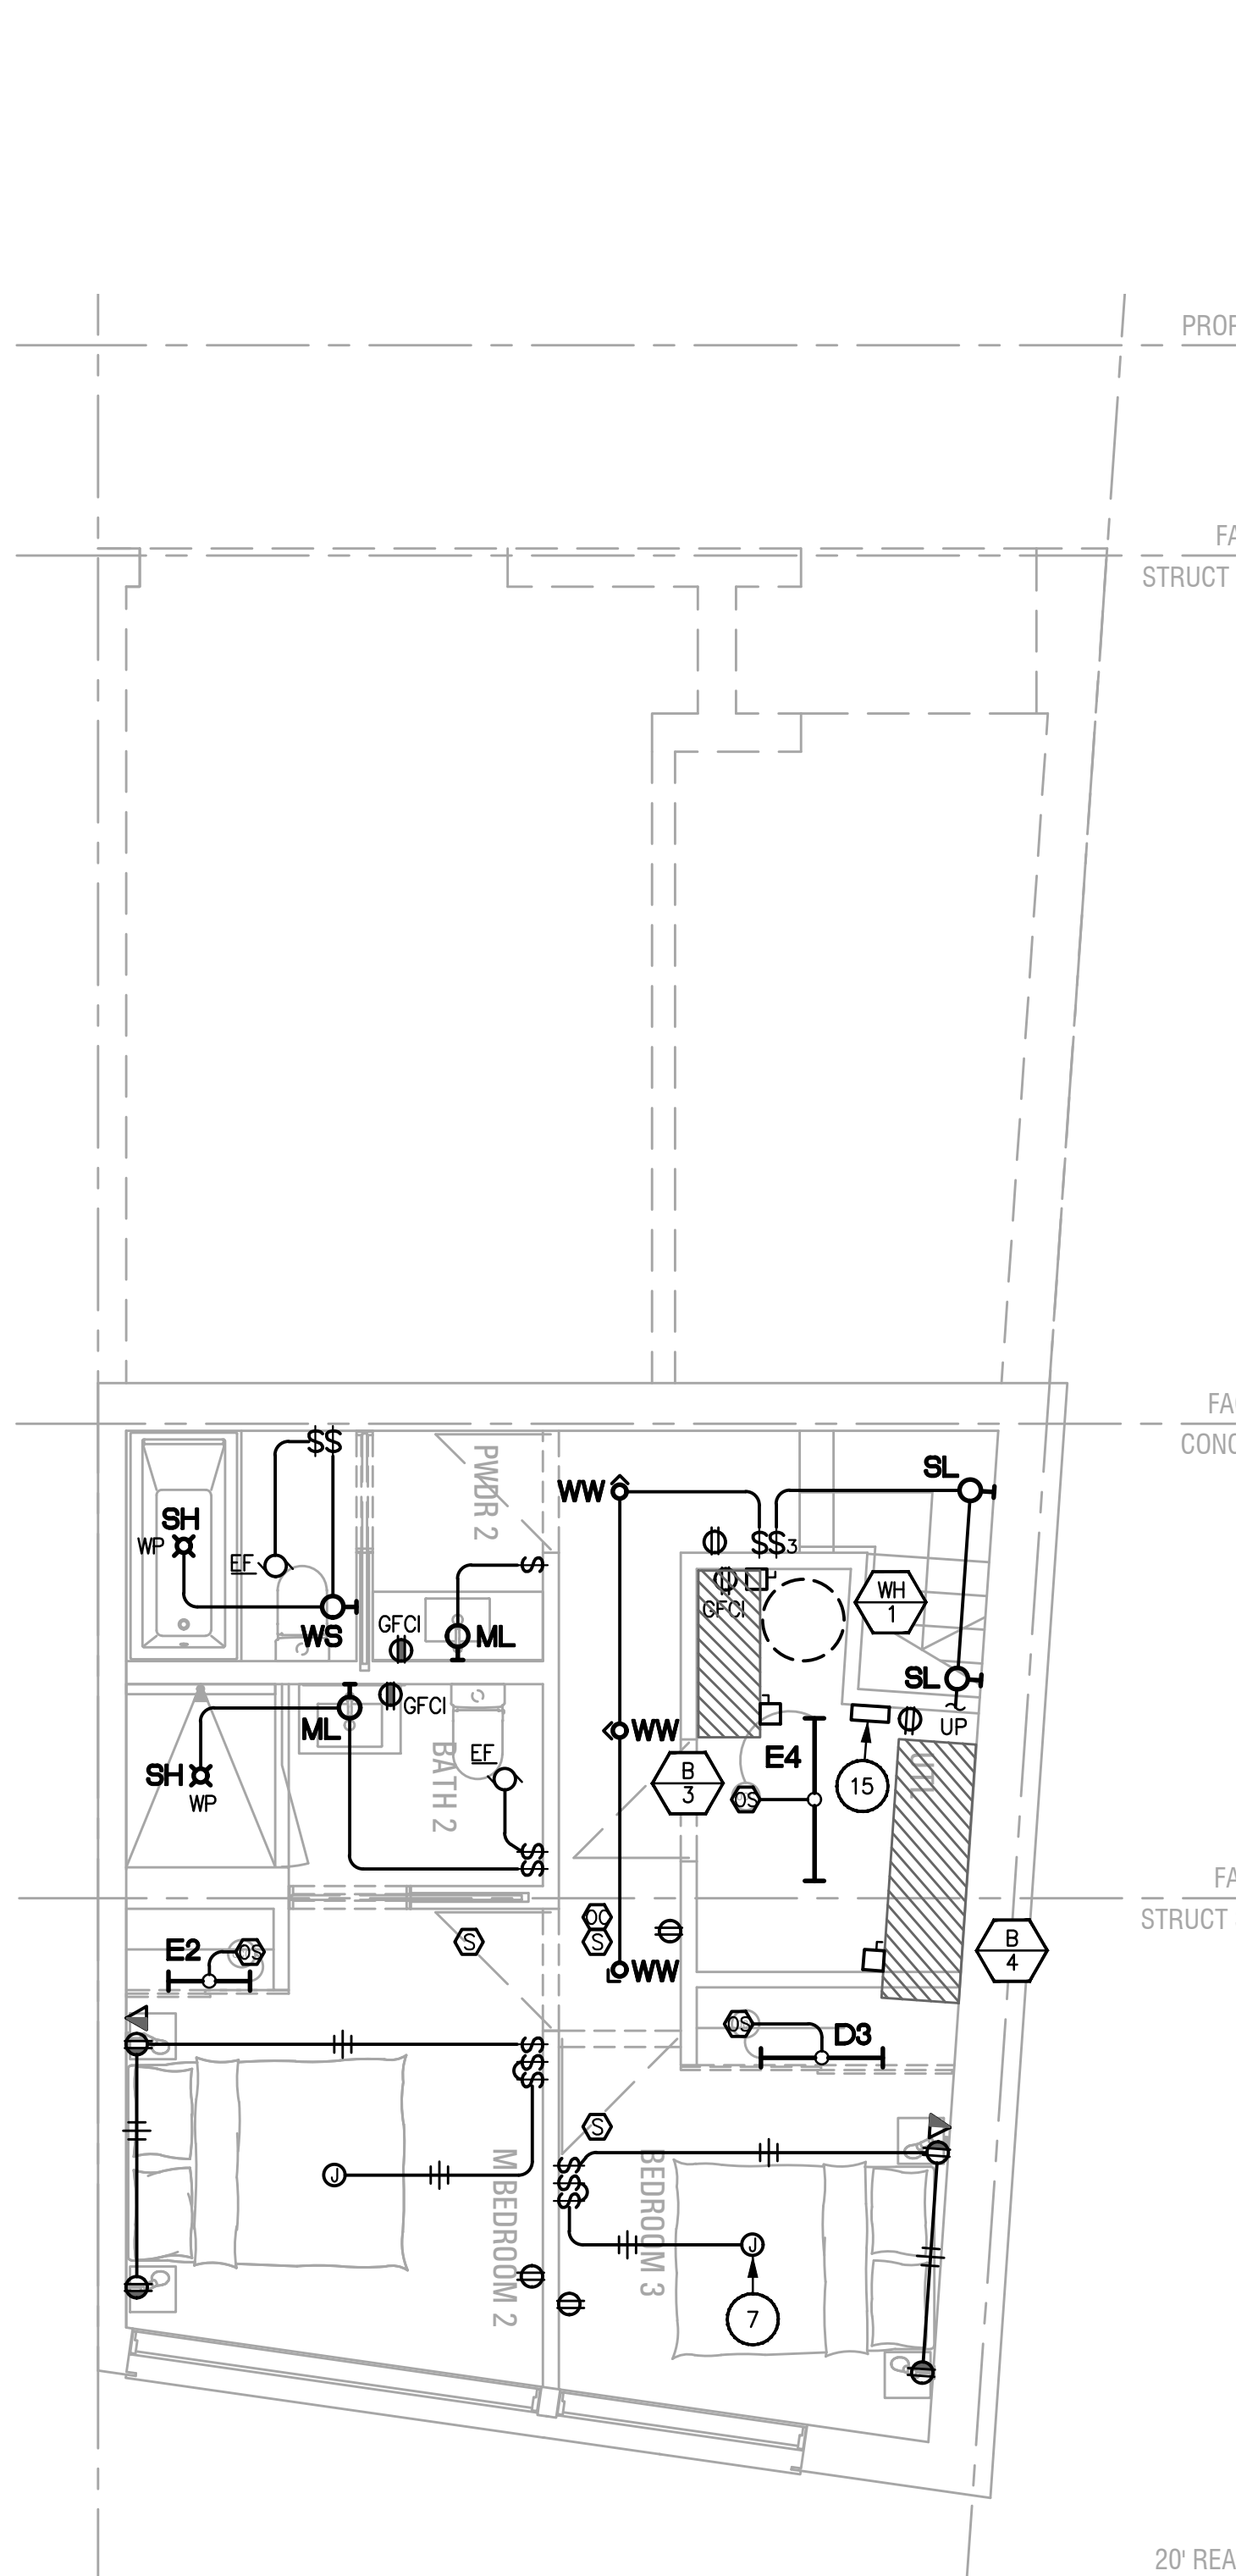 PROP
FA
STRUCT
FA
CONC
SL
$$
PWDR 2
WW
SH
WP
EF
$
$$3
WH
1
GFCI
GFCI
WS
ML
SL
GFCI
ML
WW
UP
EF
E4
B
3
15
UTIL
SH
WP
BATH 2
OS
$$
FA
STRUCT
OC
S
S
E2
OS
WW
B
4
OS
D3
$$$
S
$$$
J
M BEDROOM 2
BEDROOM 3
J
7
20' REA